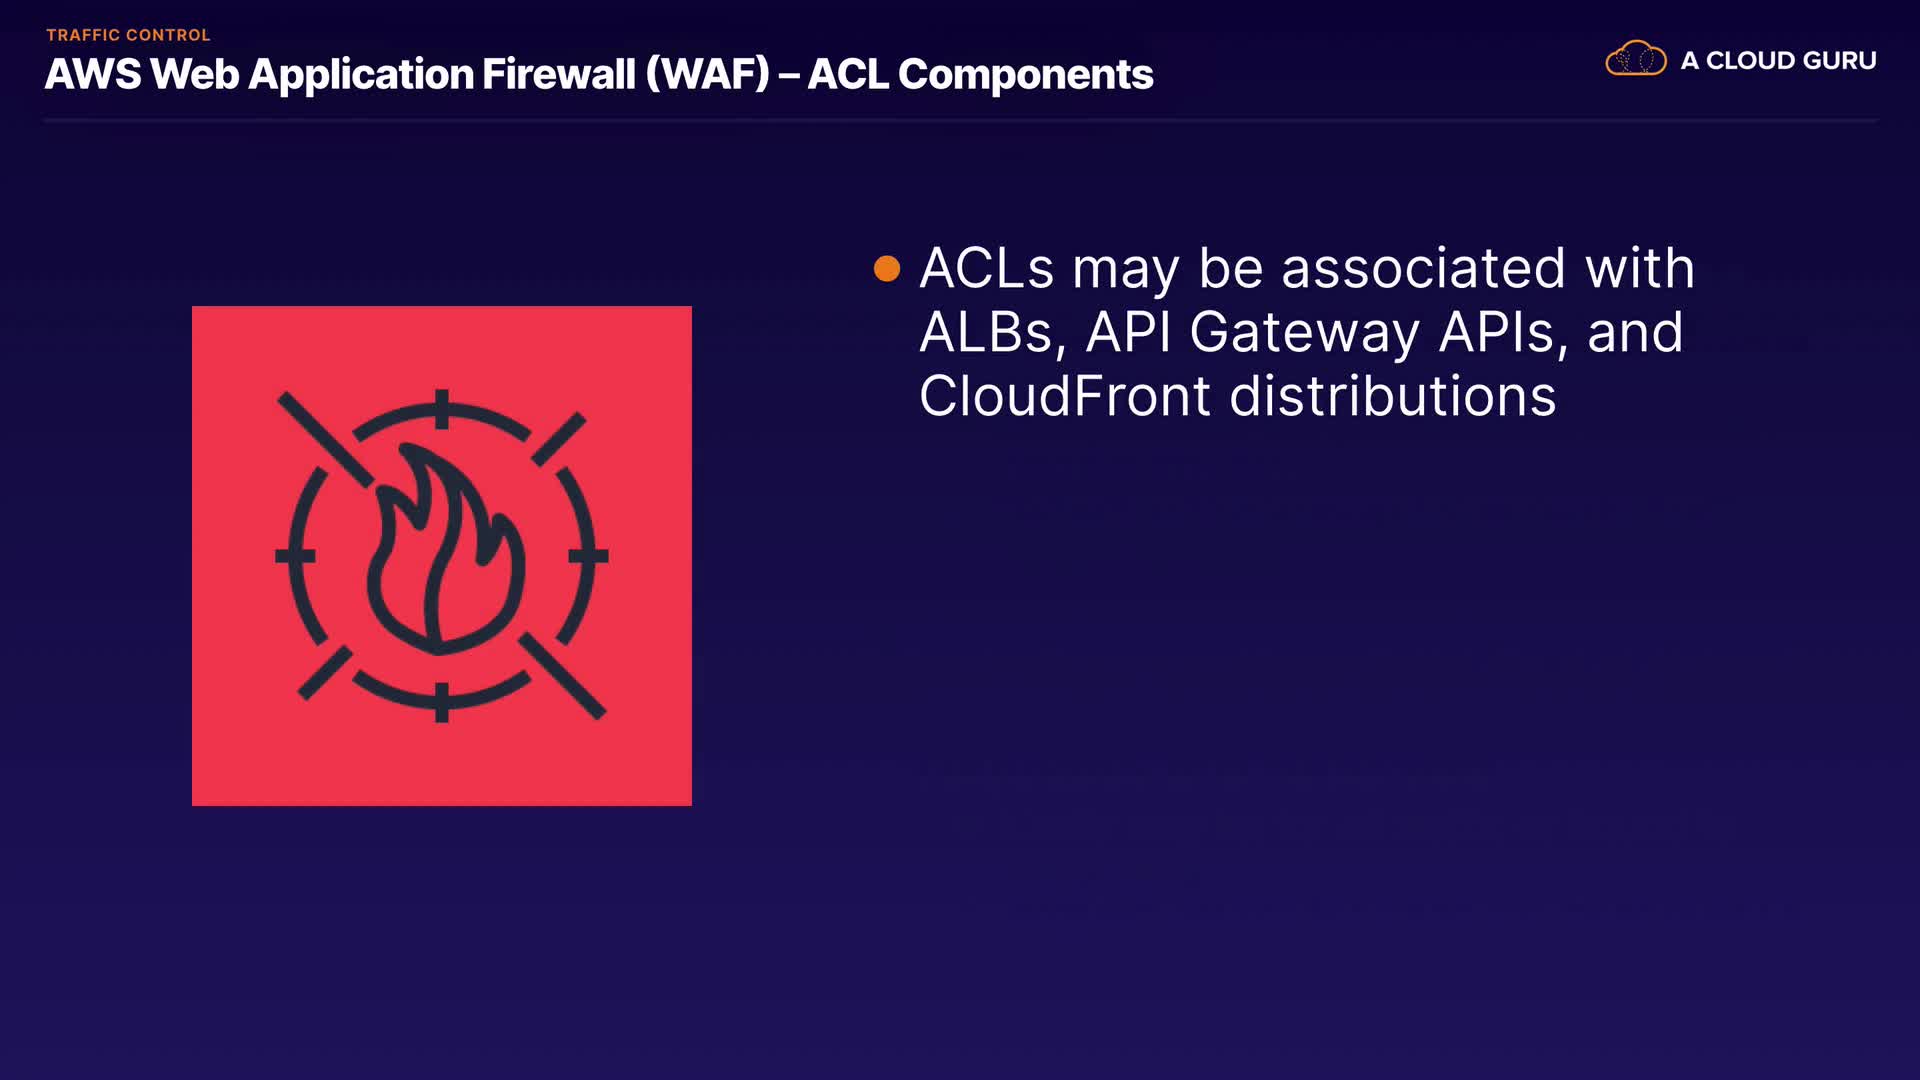 TRAFFIC CONTROL
AWS Web Application Firewall (WAF) – ACL Components
A CLOUD GURU
ACLs may be associated with
ALBs, API Gateway APIs, and
CloudFront distributions